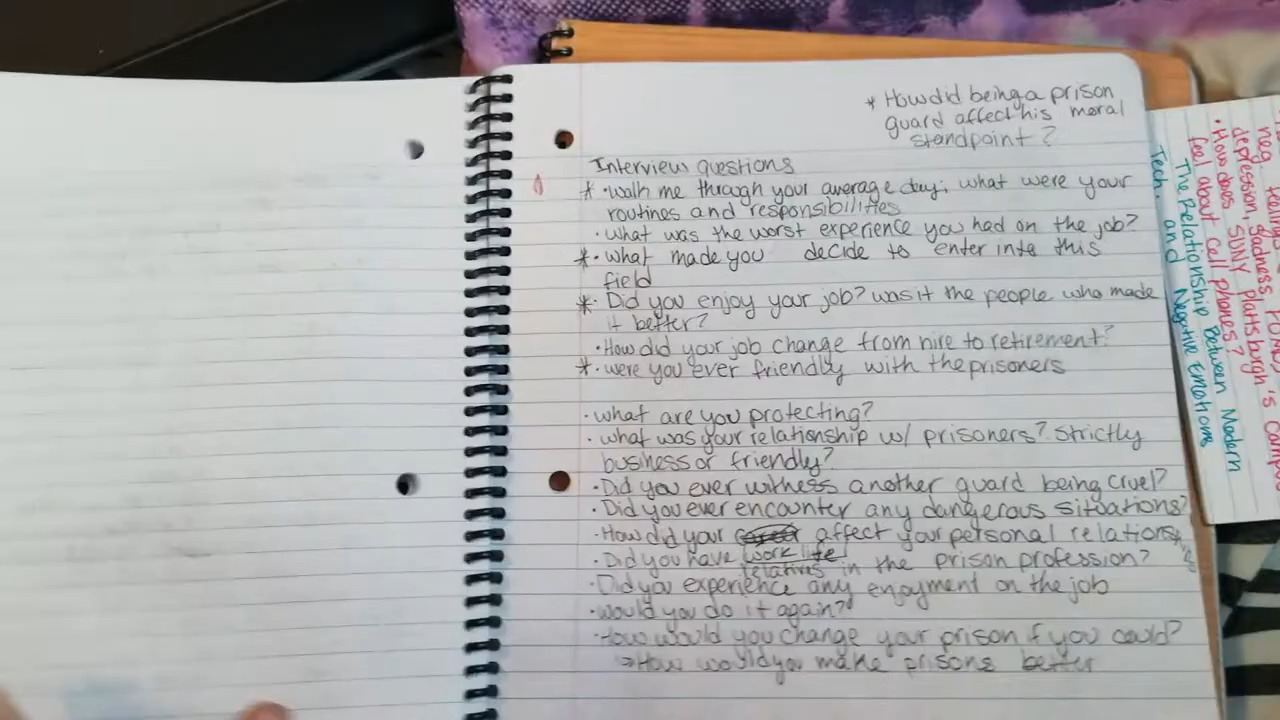 * How did being a prison
guard affect his moral
standpoint?
Interview questions
* • walk me through your average day; what were your
routines and responsibilities
• What was the worst experience you had on the job?
* • What made you decide to enter into this
field
* • Did you enjoy your job? was it the people who made
it better?
• How did your job change from hire to retirement?
* • were you ever friendly with the prisoners
• what are you protecting?
• what was your relationship w/ prisoners? Strictly
business or friendly?
• Did you ever witness another guard being cruel?
• Did you ever encounter any dangerous situations?
• How did your work life affect your personal relationships
• Did you have relatives in the prison profession?
• Did you experience any enjoyment on the job
• would you do it again?
• How would you change your prison if you could?
→ How would you make prisons better
neg
depression, sadness
• How does SUNY plattsburgh's Campus
feel about cell phones?
The Relationship Between Modern
Tech. and Negative Emotions